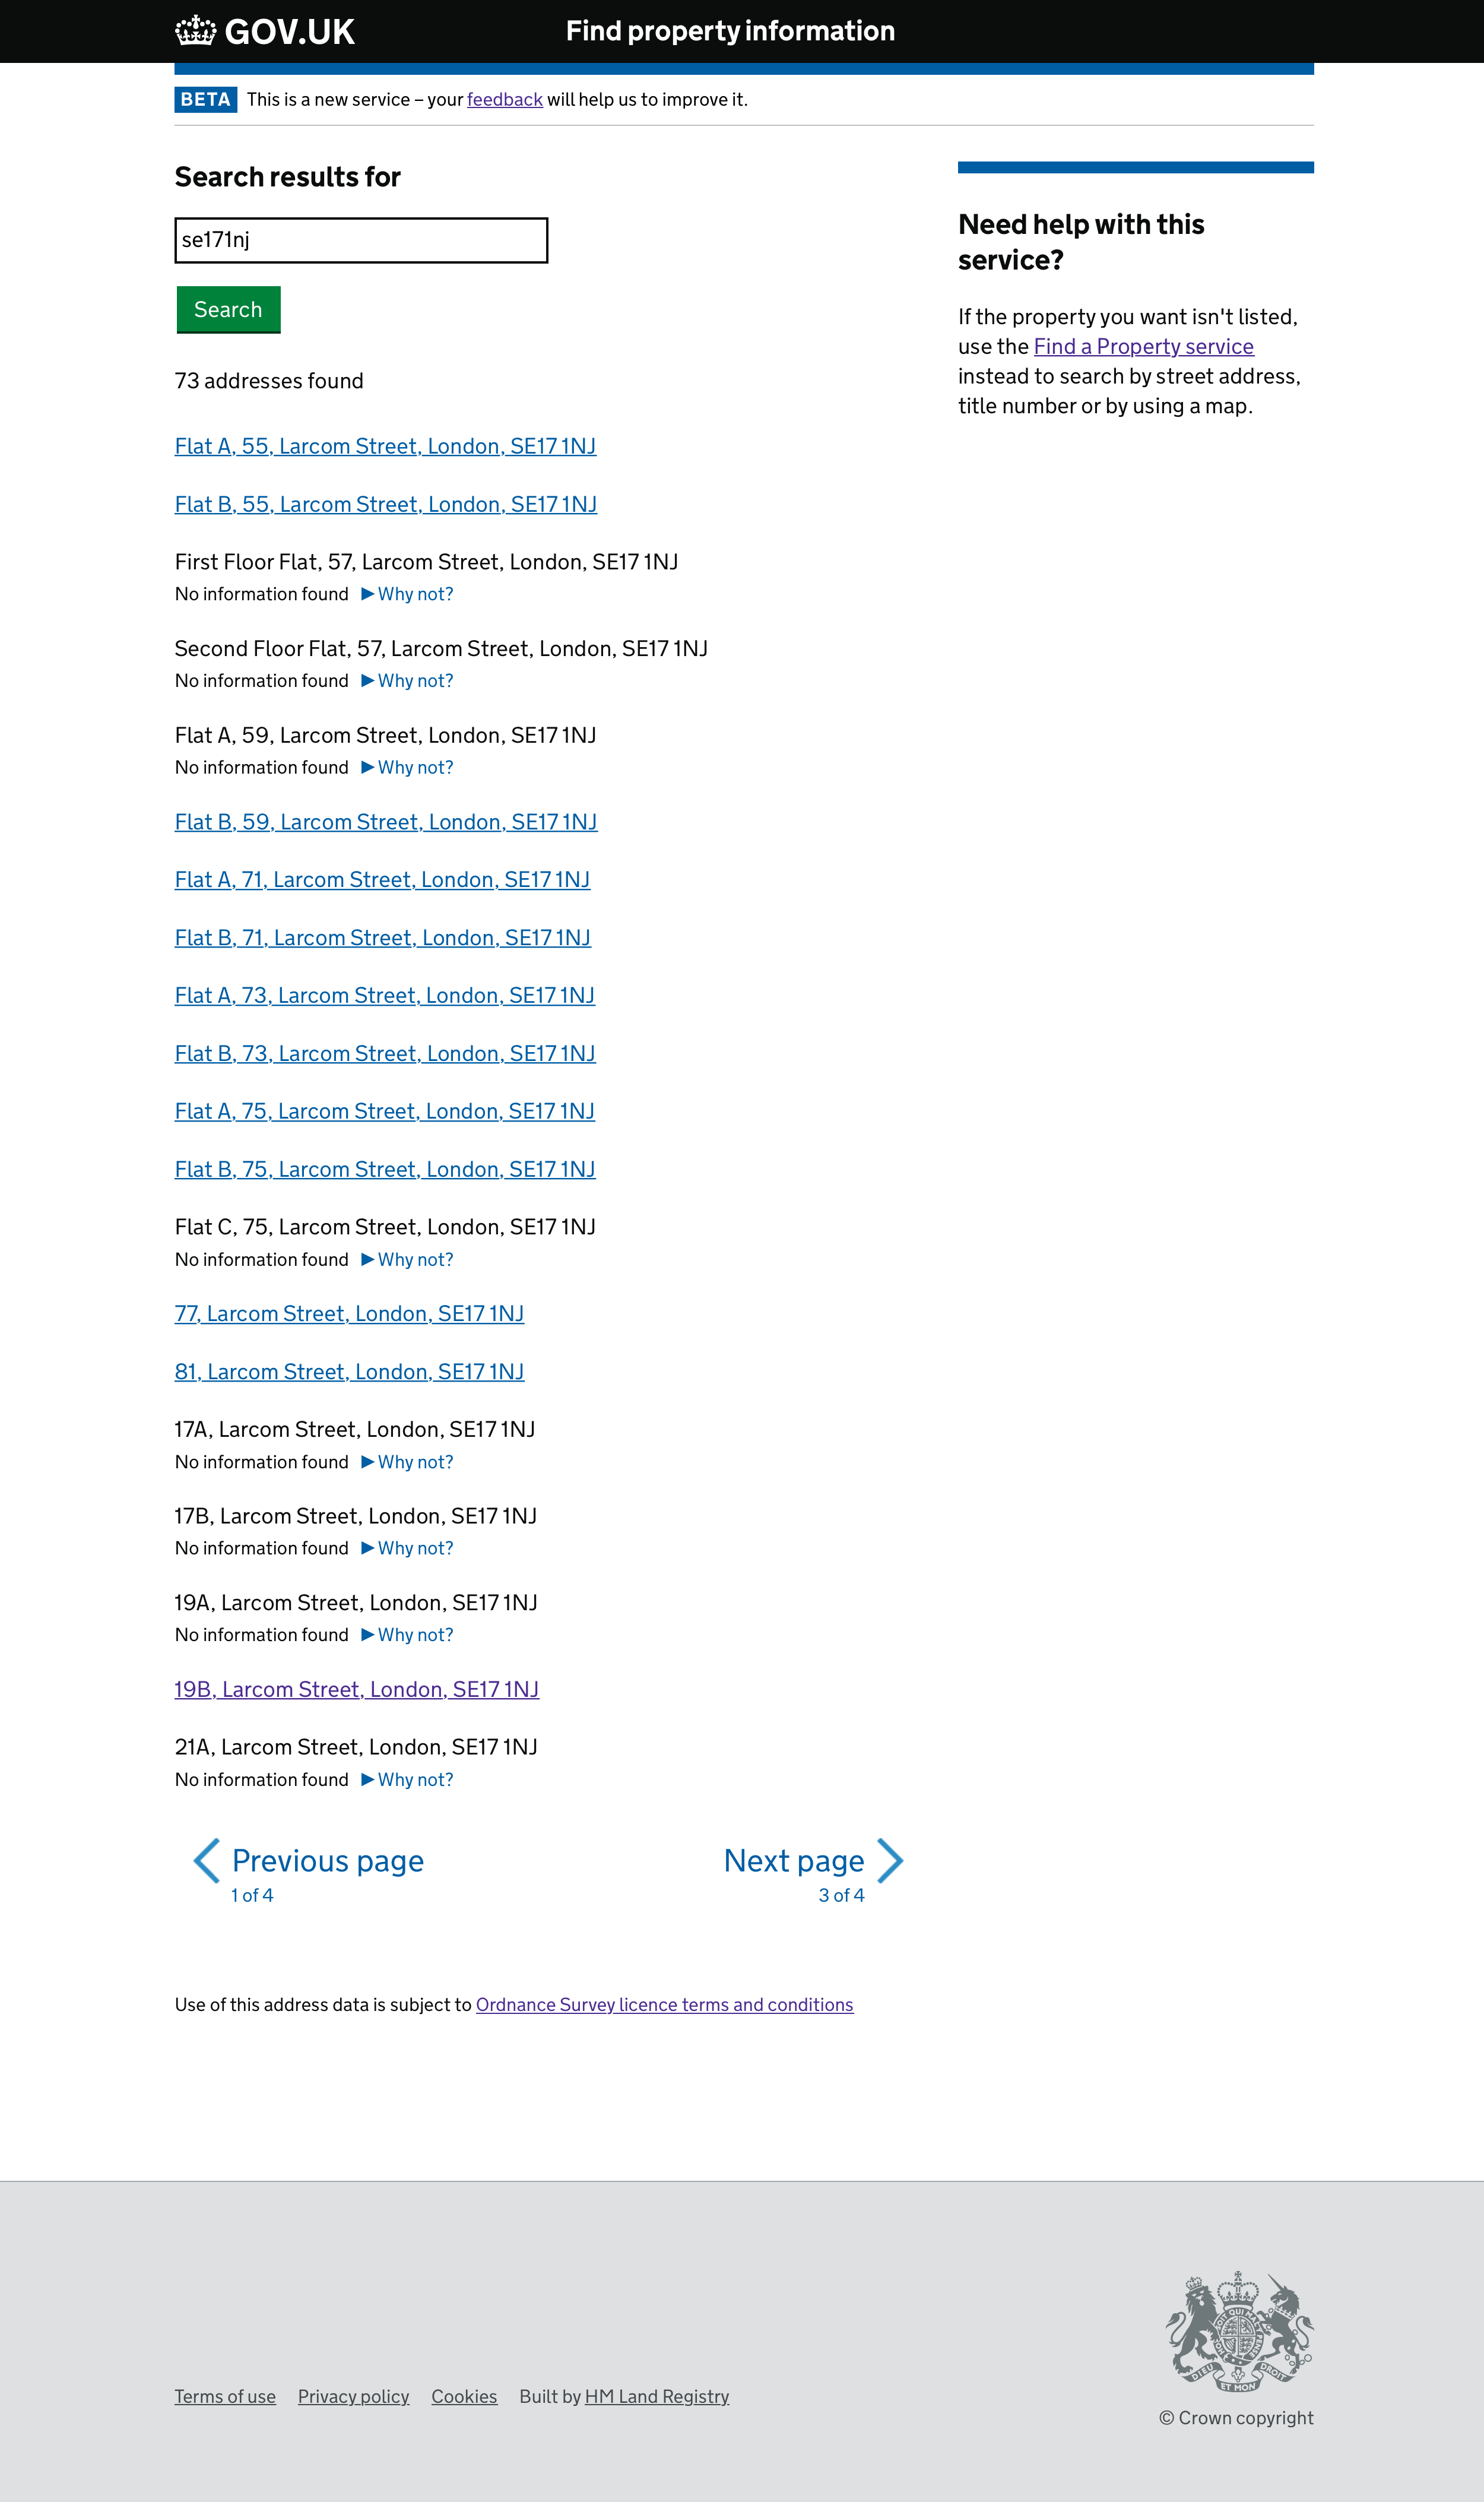 GOV.UK
Find property information
BETA This is a new service – your feedback will help us to improve it.
Search results for
se171nj
Search
73 addresses found
Flat A, 55, Larcom Street, London, SE17 1NJ
Flat B, 55, Larcom Street, London, SE17 1NJ
First Floor Flat, 57, Larcom Street, London, SE17 1NJ
No information found ▶ Why not?
Second Floor Flat, 57, Larcom Street, London, SE17 1NJ
No information found ▶ Why not?
Flat A, 59, Larcom Street, London, SE17 1NJ
No information found ▶ Why not?
Flat B, 59, Larcom Street, London, SE17 1NJ
Flat A, 71, Larcom Street, London, SE17 1NJ
Flat B, 71, Larcom Street, London, SE17 1NJ
Flat A, 73, Larcom Street, London, SE17 1NJ
Flat B, 73, Larcom Street, London, SE17 1NJ
Flat A, 75, Larcom Street, London, SE17 1NJ
Flat B, 75, Larcom Street, London, SE17 1NJ
Flat C, 75, Larcom Street, London, SE17 1NJ
No information found ▶ Why not?
77, Larcom Street, London, SE17 1NJ
81, Larcom Street, London, SE17 1NJ
17A, Larcom Street, London, SE17 1NJ
No information found ▶ Why not?
17B, Larcom Street, London, SE17 1NJ
No information found ▶ Why not?
19A, Larcom Street, London, SE17 1NJ
No information found ▶ Why not?
19B, Larcom Street, London, SE17 1NJ
21A, Larcom Street, London, SE17 1NJ
No information found ▶ Why not?
Previous page
1 of 4
Next page
3 of 4
Use of this address data is subject to Ordnance Survey licence terms and conditions
Need help with this
service?
If the property you want isn't listed,
use the Find a Property service
instead to search by street address,
title number or by using a map.
Terms of use Privacy policy Cookies Built by HM Land Registry
DIEU ET MON DROIT
© Crown copyright